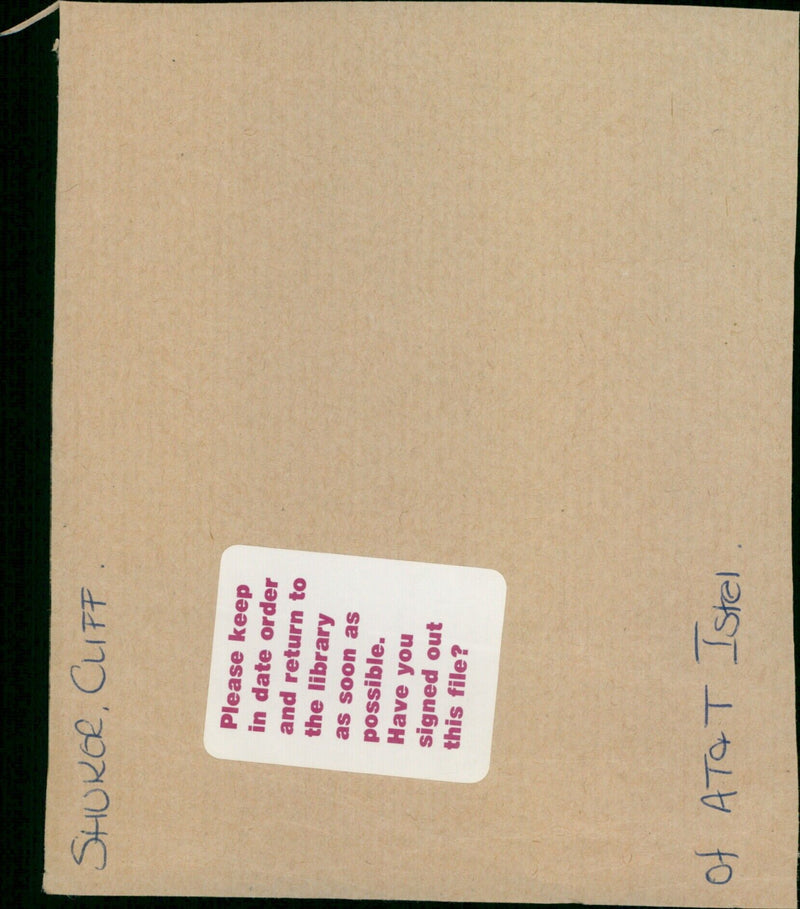 SHUKOR, CLIFF.
Please keep
in date order
and return to
the library
as soon as
possible.
Have you
signed out
this file?
Of AT&T Istel.